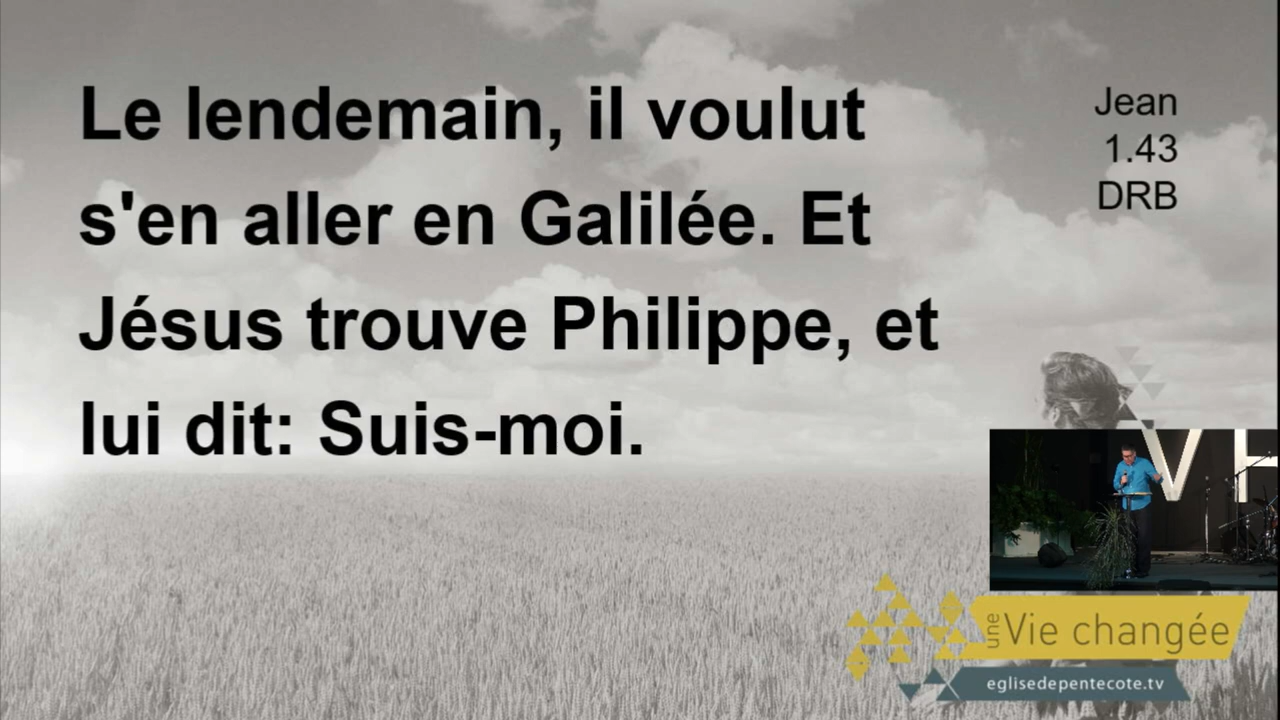 Le lendemain, il voulut
s'en aller en Galilée. Et
Jésus trouve Philippe, et
lui dit: Suis-moi.
Jean
1.43
DRB
une Vie changée
eglisedepentecote.tv